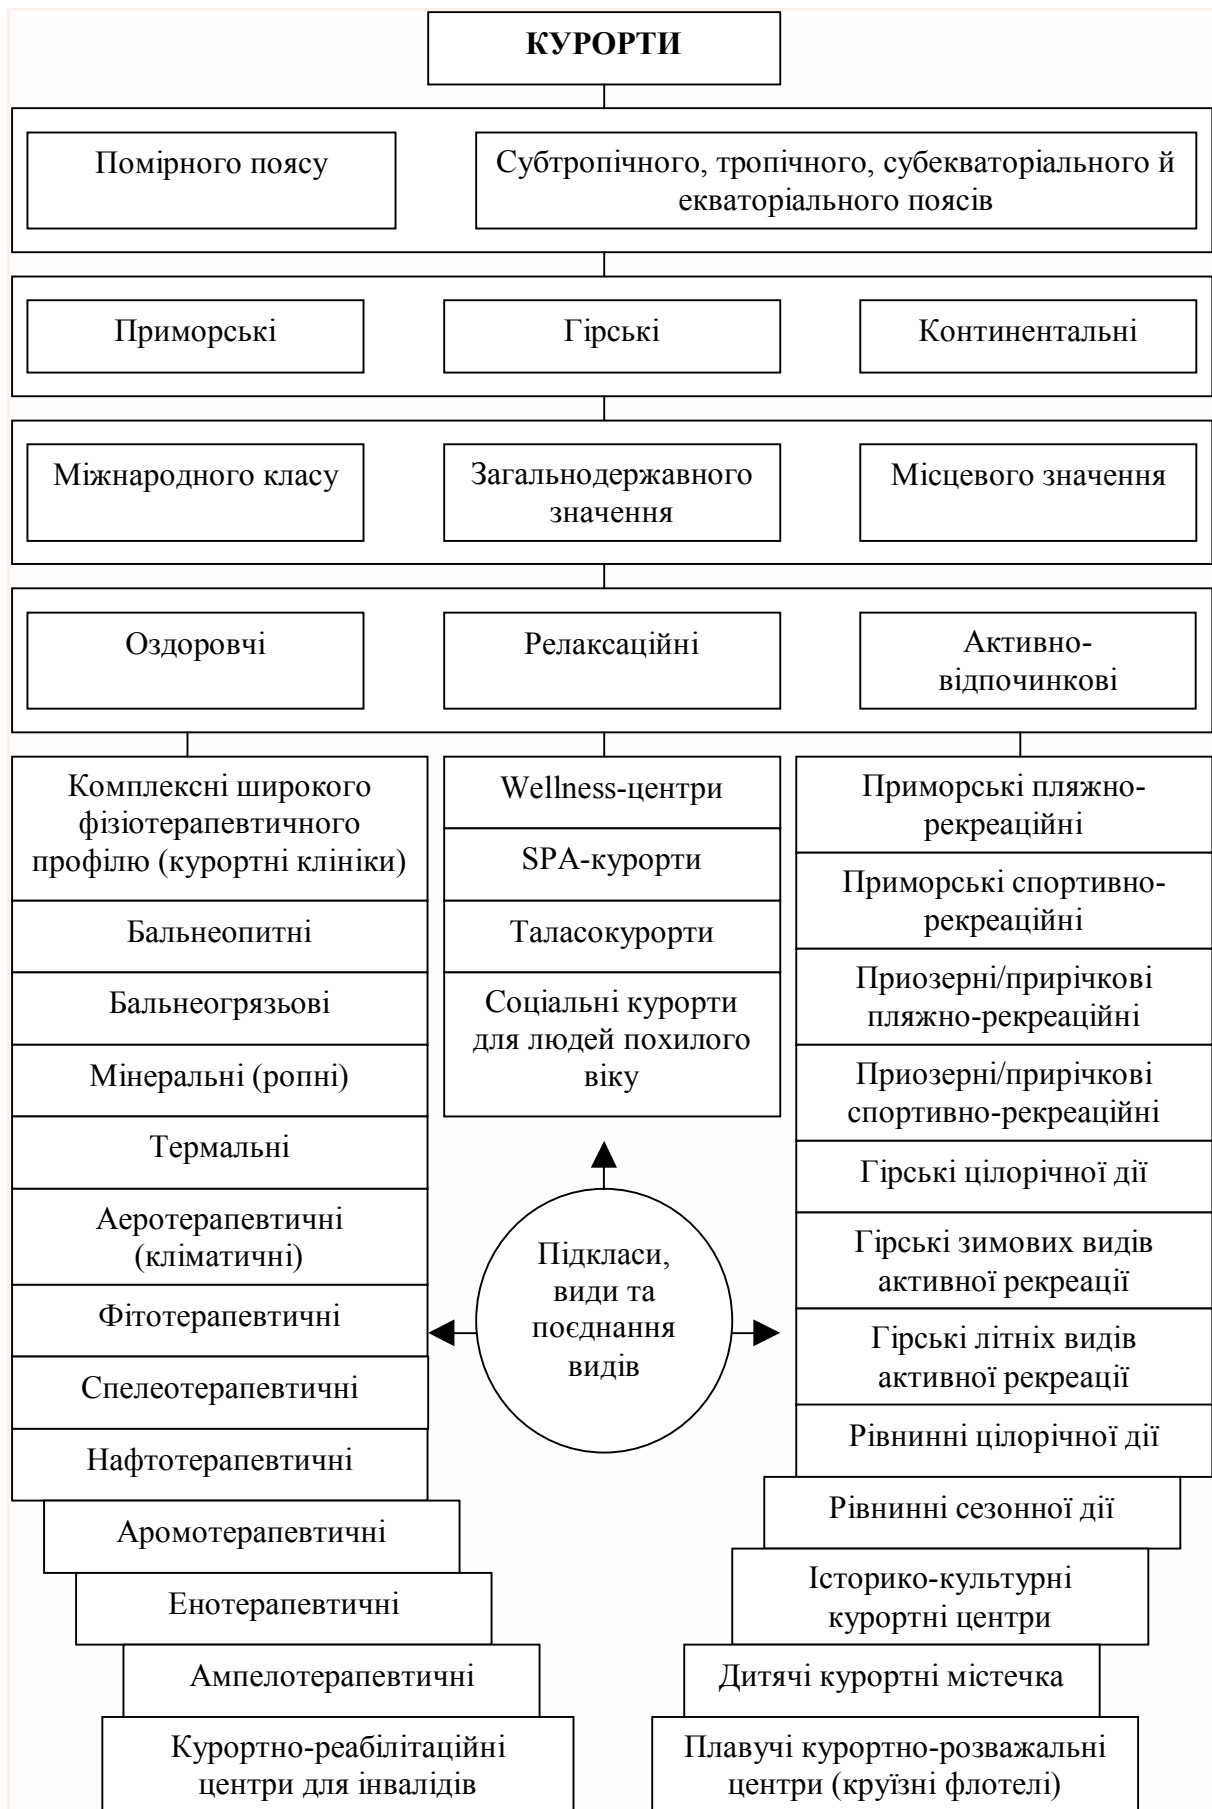 КУРОРТИ
Помірного поясу
Субтропічного, тропічного, субекваторіального й
екваторіального поясів
Приморські
Гірські
Континентальні
Міжнародного класу
Загальнодержавного
значення
Місцевого значення
Оздоровчі
Релаксаційні
Активно-
відпочинкові
Комплексні широкого
фізіотерапевтичного
профілю (курортні клініки)
Бальнеопитні
Бальнеогрязьові
Мінеральні (ропні)
Термальні
Аеротерапевтичні
(кліматичні)
Фітотерапевтичні
Спелеотерапевтичні
Нафтотерапевтичні
Аромотерапевтичні
Енотерапевтичні
Ампелотерапевтичні
Курортно-реабілітаційні
центри для інвалідів
Wellness-центри
SPA-курорти
Таласокурорти
Соціальні курорти
для людей похилого
віку
Підкласи,
види та
поєднання
видів
Приморські пляжно-
рекреаційні
Приморські спортивно-
рекреаційні
Приозерні/прирічкові
пляжно-рекреаційні
Приозерні/прирічкові
спортивно-рекреаційні
Гірські цілорічної дії
Гірські зимових видів
активної рекреації
Гірські літніх видів
активної рекреації
Рівнинні цілорічної дії
Рівнинні сезонної дії
Історико-культурні
курортні центри
Дитячі курортні містечка
Плавучі курортно-розважальні
центри (круїзні флотелі)